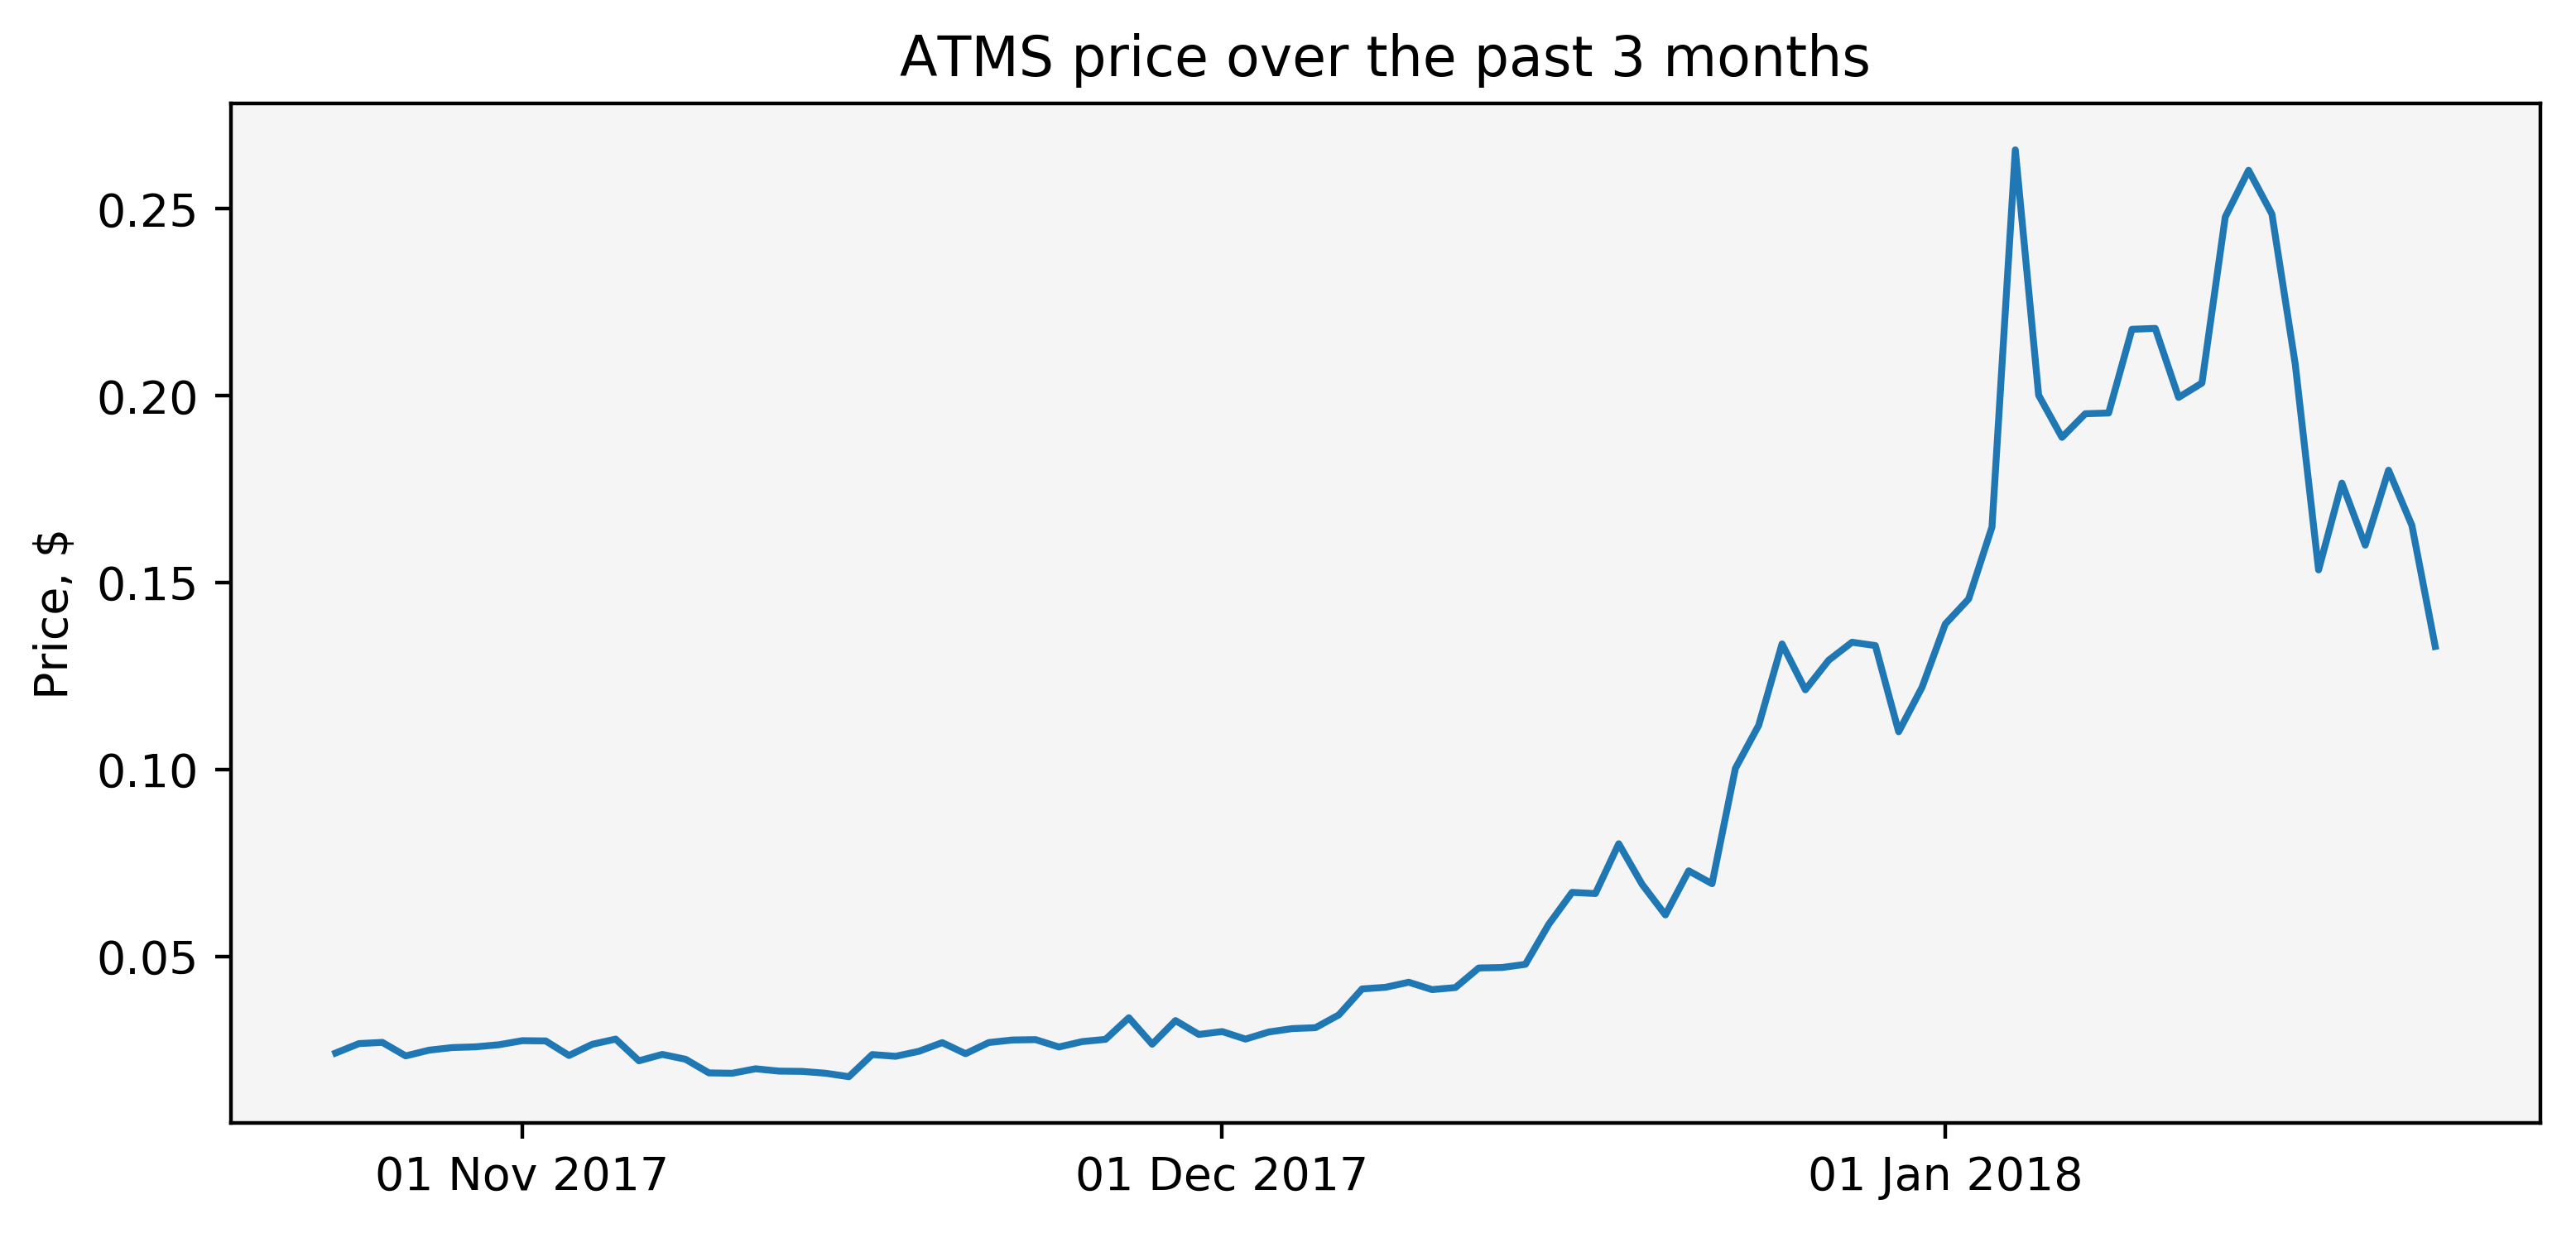 ATMS price over the past 3 months
Price, $
0.25
0.20
0.15
0.10
0.05
01 Nov 2017
01 Dec 2017
01 Jan 2018